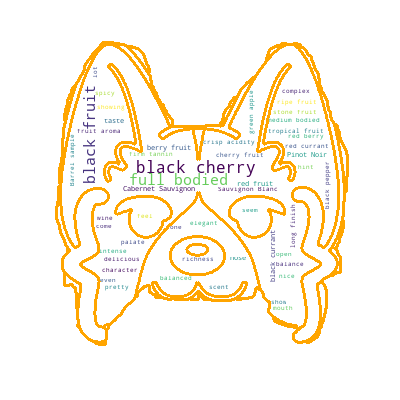 lot
complex
spicy
ripe fruit
showing
stone fruit
black fruit
green apple
taste
medium bodied
fruit aroma
tropical fruit
red berry
crisp acidity
red currant
berry fruit
fine tannin
cherry fruit
Pinot Noir
Barrel sample
black cherry
mint
black pepper
full bodied
red fruit
Cabernet Sauvignon
Sauvignon Blanc
wine
feel
seem
long finish
come
one
elegant
palate
black currant
intense
open
delicious
richness
nose
balance
character
nice
even
balanced
pretty
scent
show
mouth